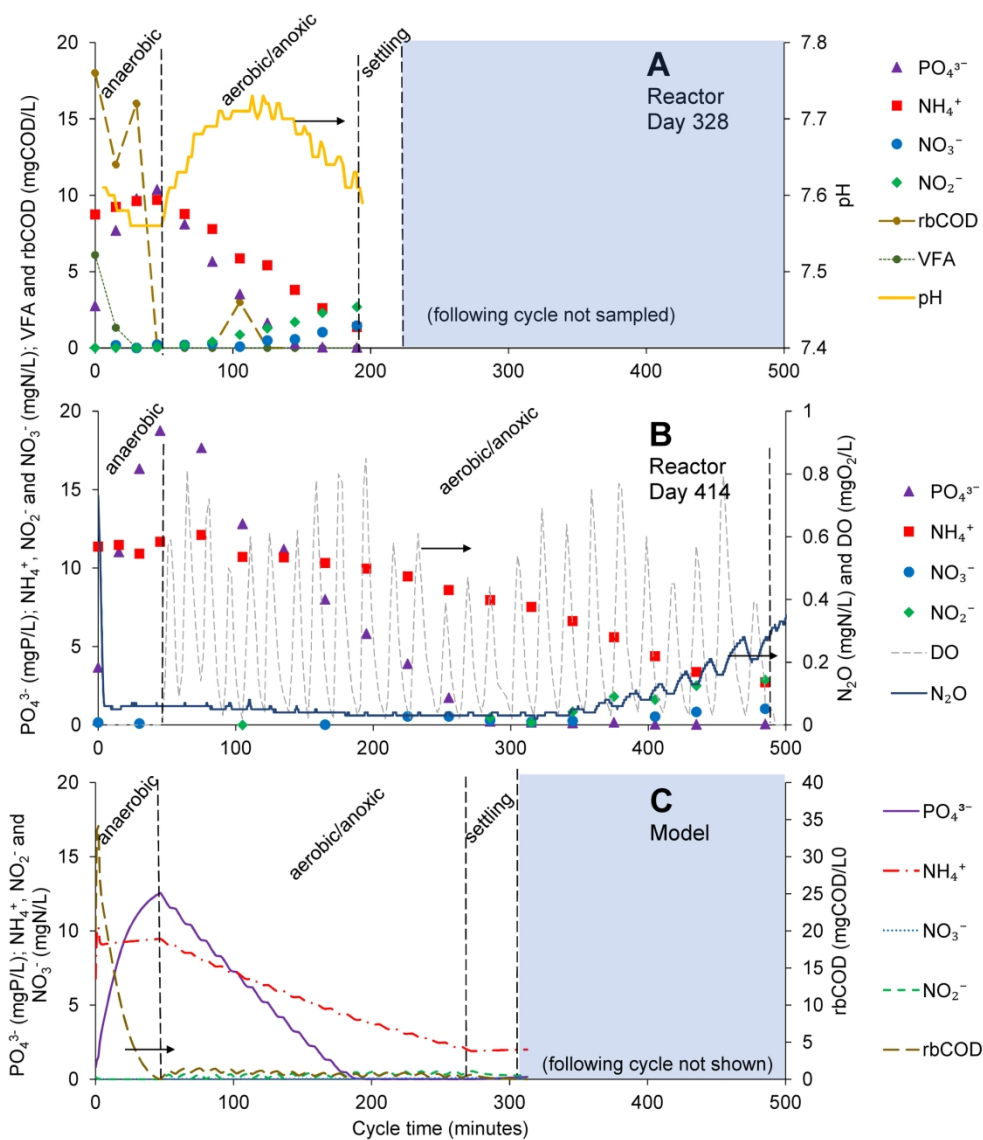 PO₄³⁻ (mgP/L); NH₄⁺, NO₂⁻ and NO₃⁻ (mgN/L); VFA and rbCOD (mgCOD/L)
20
15
10
5
0
anaerobic
aerobic/anoxic
settling
A
Reactor
Day 328
(following cycle not sampled)
7.8
7.7
7.6
7.5
7.4
pH
0
100
200
300
400
500
PO₄³⁻
NH₄⁺
NO₃⁻
NO₂⁻
rbCOD
VFA
pH
20
15
10
5
0
anaerobic
aerobic/anoxic
B
Reactor
Day 414
1
0.8
0.6
0.4
0.2
0
N₂O (mgN/L) and DO (mgO₂/L)
0
100
200
300
400
500
PO₄³⁻
NH₄⁺
NO₃⁻
NO₂⁻
DO
N₂O
PO₄³⁻ (mgP/L); NH₄⁺, NO₂⁻ and
NO₃⁻ (mgN/L)
20
15
10
5
0
anaerobic
aerobic/anoxic
settling
C
Model
(following cycle not shown)
40
35
30
25
20
15
10
5
0
rbCOD (mgCOD/L0
0
100
200
300
400
500
Cycle time (minutes)
PO₄³⁻
NH₄⁺
NO₃⁻
NO₂⁻
rbCOD